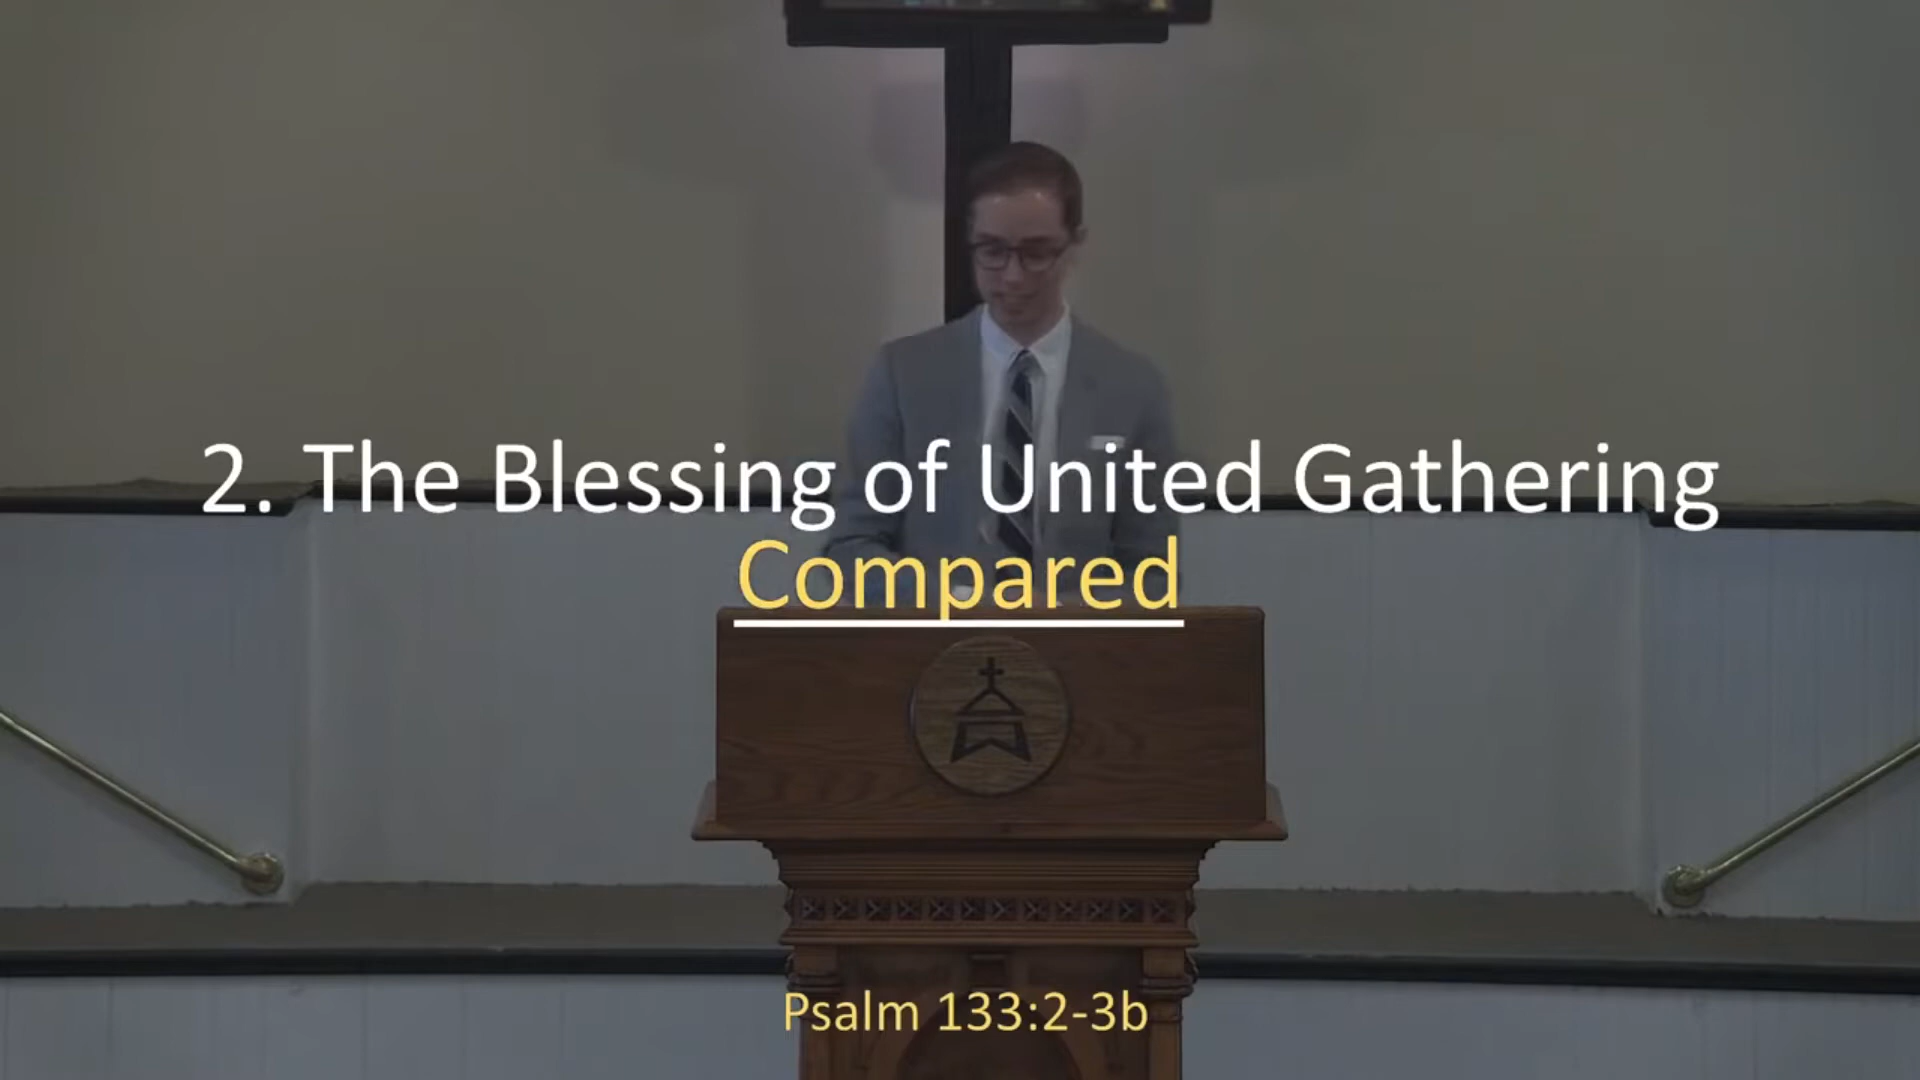 2. The Blessing of United Gathering
Compared
Psalm 133:2-3b